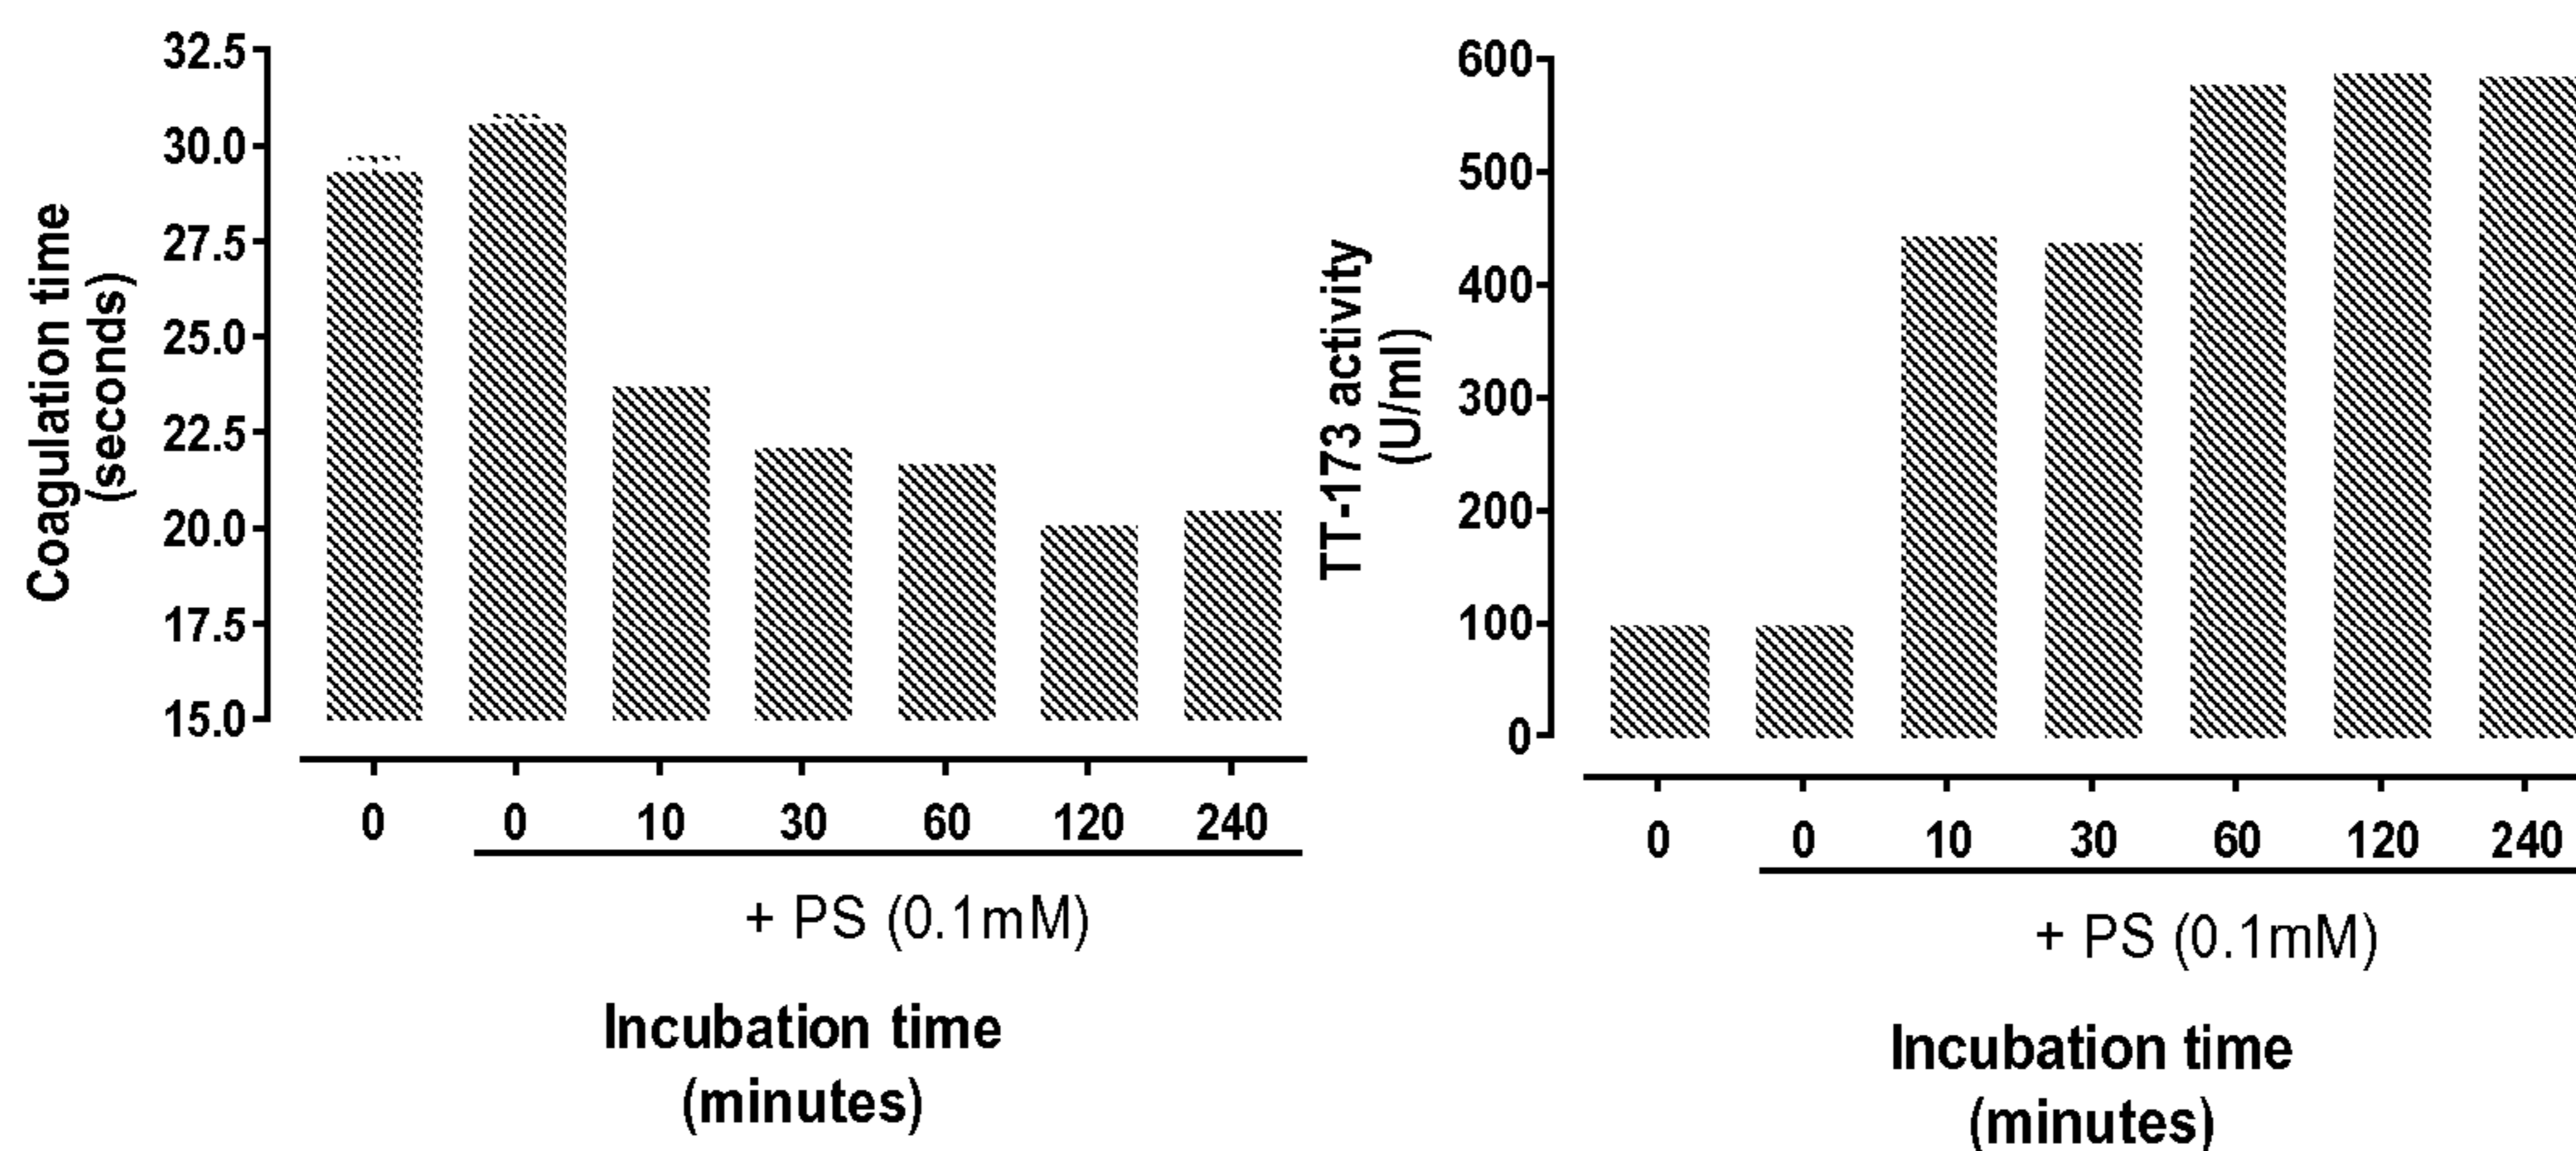 Coagulation time
(seconds)
32.5
30.0
27.5
25.0
22.5
20.0
17.5
15.0
0 0 10 30 60 120 240
+ PS (0.1mM)
Incubation time
(minutes)
TT-173 activity
(U/ml)
600
500
400
300
200
100
0
0 0 10 30 60 120 240
+ PS (0.1mM)
Incubation time
(minutes)